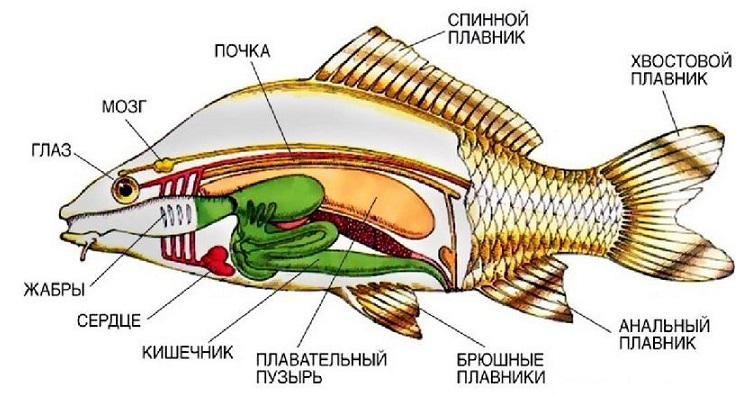 СПИННОЙ
ПЛАВНИК
ПОЧКА
ХВОСТОВОЙ
ПЛАВНИК
МОЗГ
ГЛАЗ
ЖАБРЫ
СЕРДЦЕ
КИШЕЧНИК
ПЛАВАТЕЛЬНЫЙ
ПУЗЫРЬ
БРЮШНЫЕ
ПЛАВНИКИ
АНАЛЬНЫЙ
ПЛАВНИК